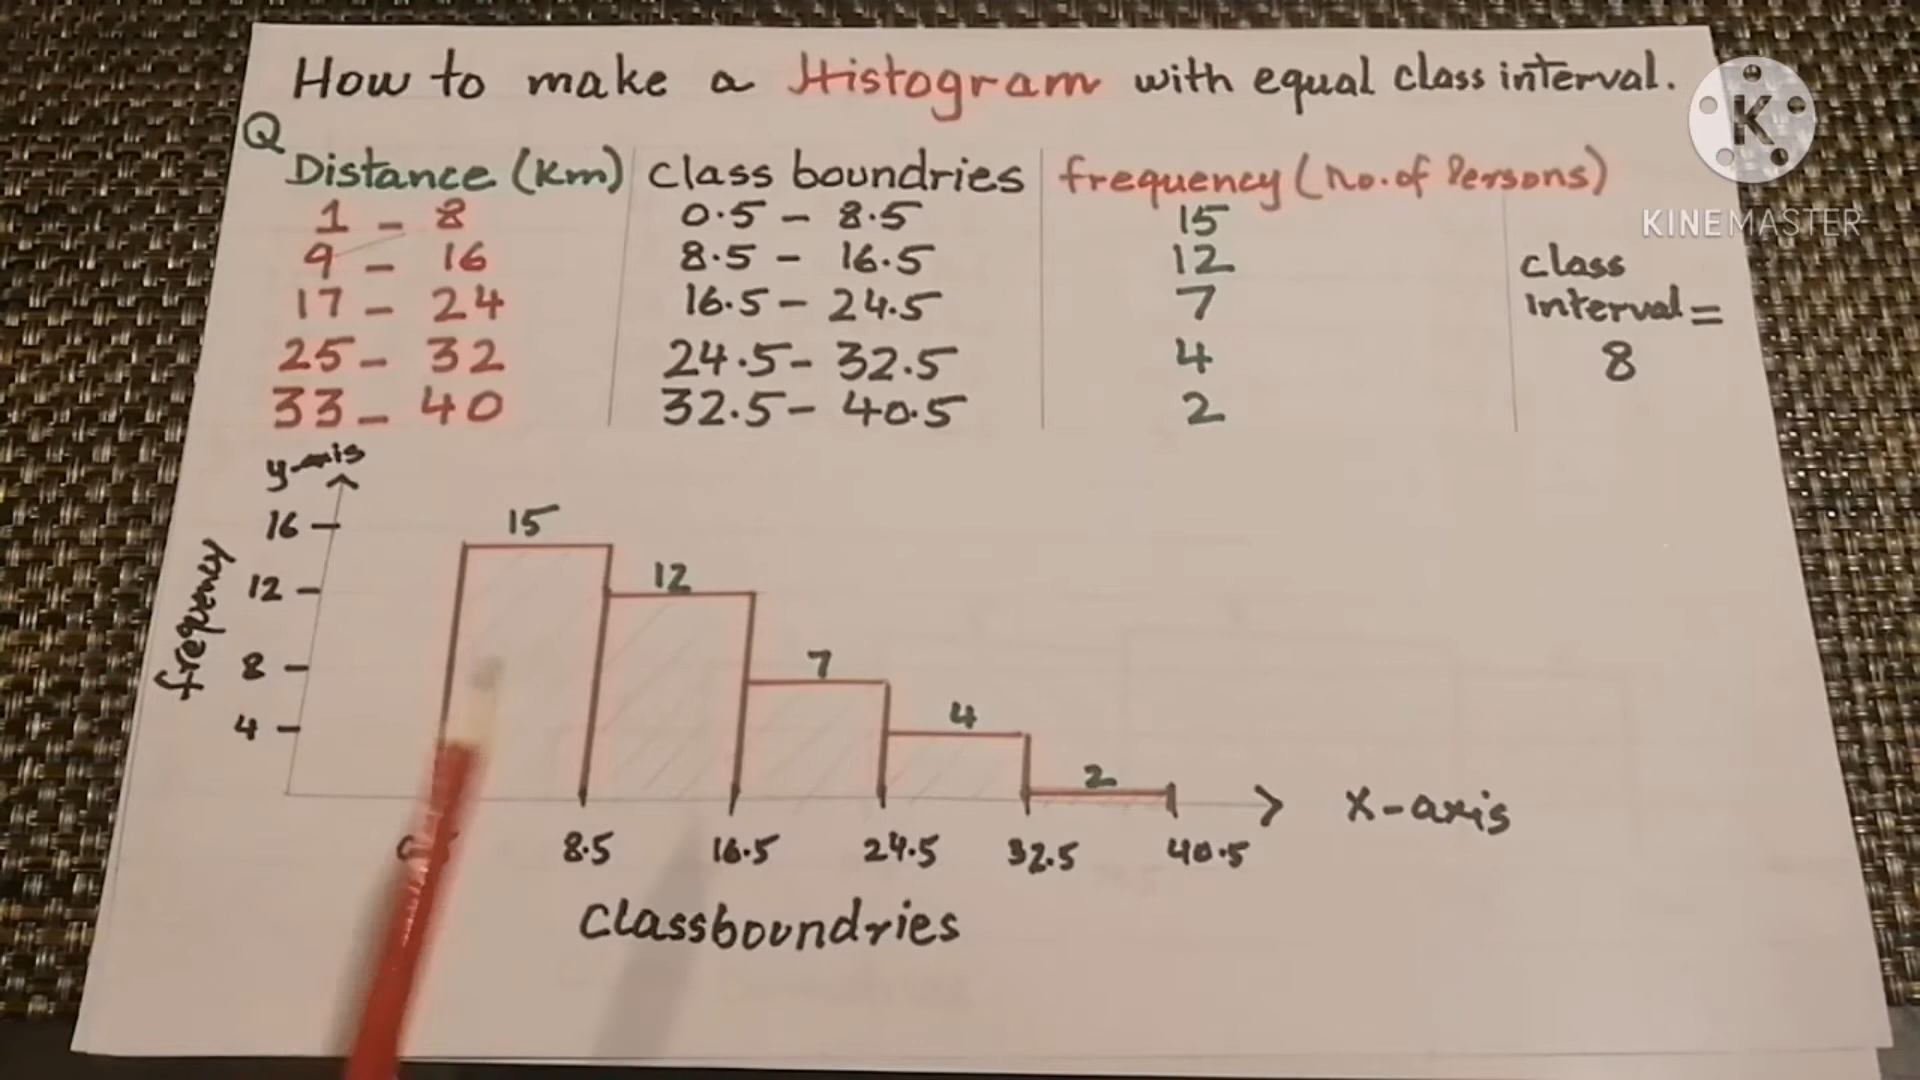 How to make a Histogram with equal class interval.
Q
Distance (Km) class boundries frequency (no. of Persons)
1 - 8 0.5 - 8.5 15
9 - 16 8.5 - 16.5 12
17 - 24 16.5 - 24.5 7
25 - 32 24.5 - 32.5 4
33 - 40 32.5 - 40.5 2
class
interval =
8
K
KINEMASTER
16
12
8
4
frequency
15
12
7
4
2
x-axis
8.5 16.5 24.5 32.5 40.5
Classboundries